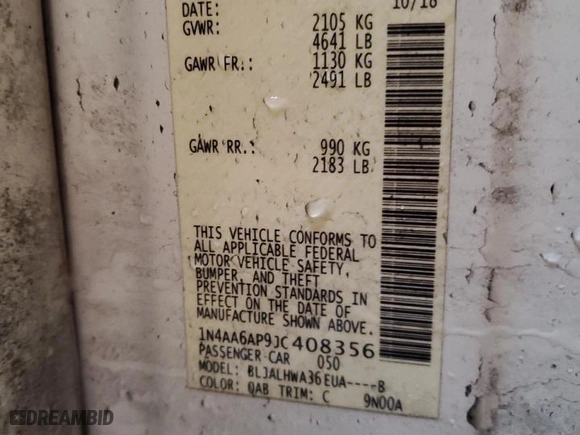 DATE: 10/18
GVWR: 2105 KG
4641 LB
GAWR FR.: 1130 KG
2491 LB
GAWR RR.: 990 KG
2183 LB
THIS VEHICLE CONFORMS TO
ALL APPLICABLE FEDERAL
MOTOR VEHICLE SAFETY,
BUMPER, AND THEFT
PREVENTION STANDARDS IN
EFFECT ON THE DATE OF
MANUFACTURE SHOWN ABOVE.
1N4AA6AP9JC408356
PASSENGER CAR 050
MODEL: BLJALHWA36EUA----B
COLOR: QAB TRIM: C 9N00A
DREAMBID